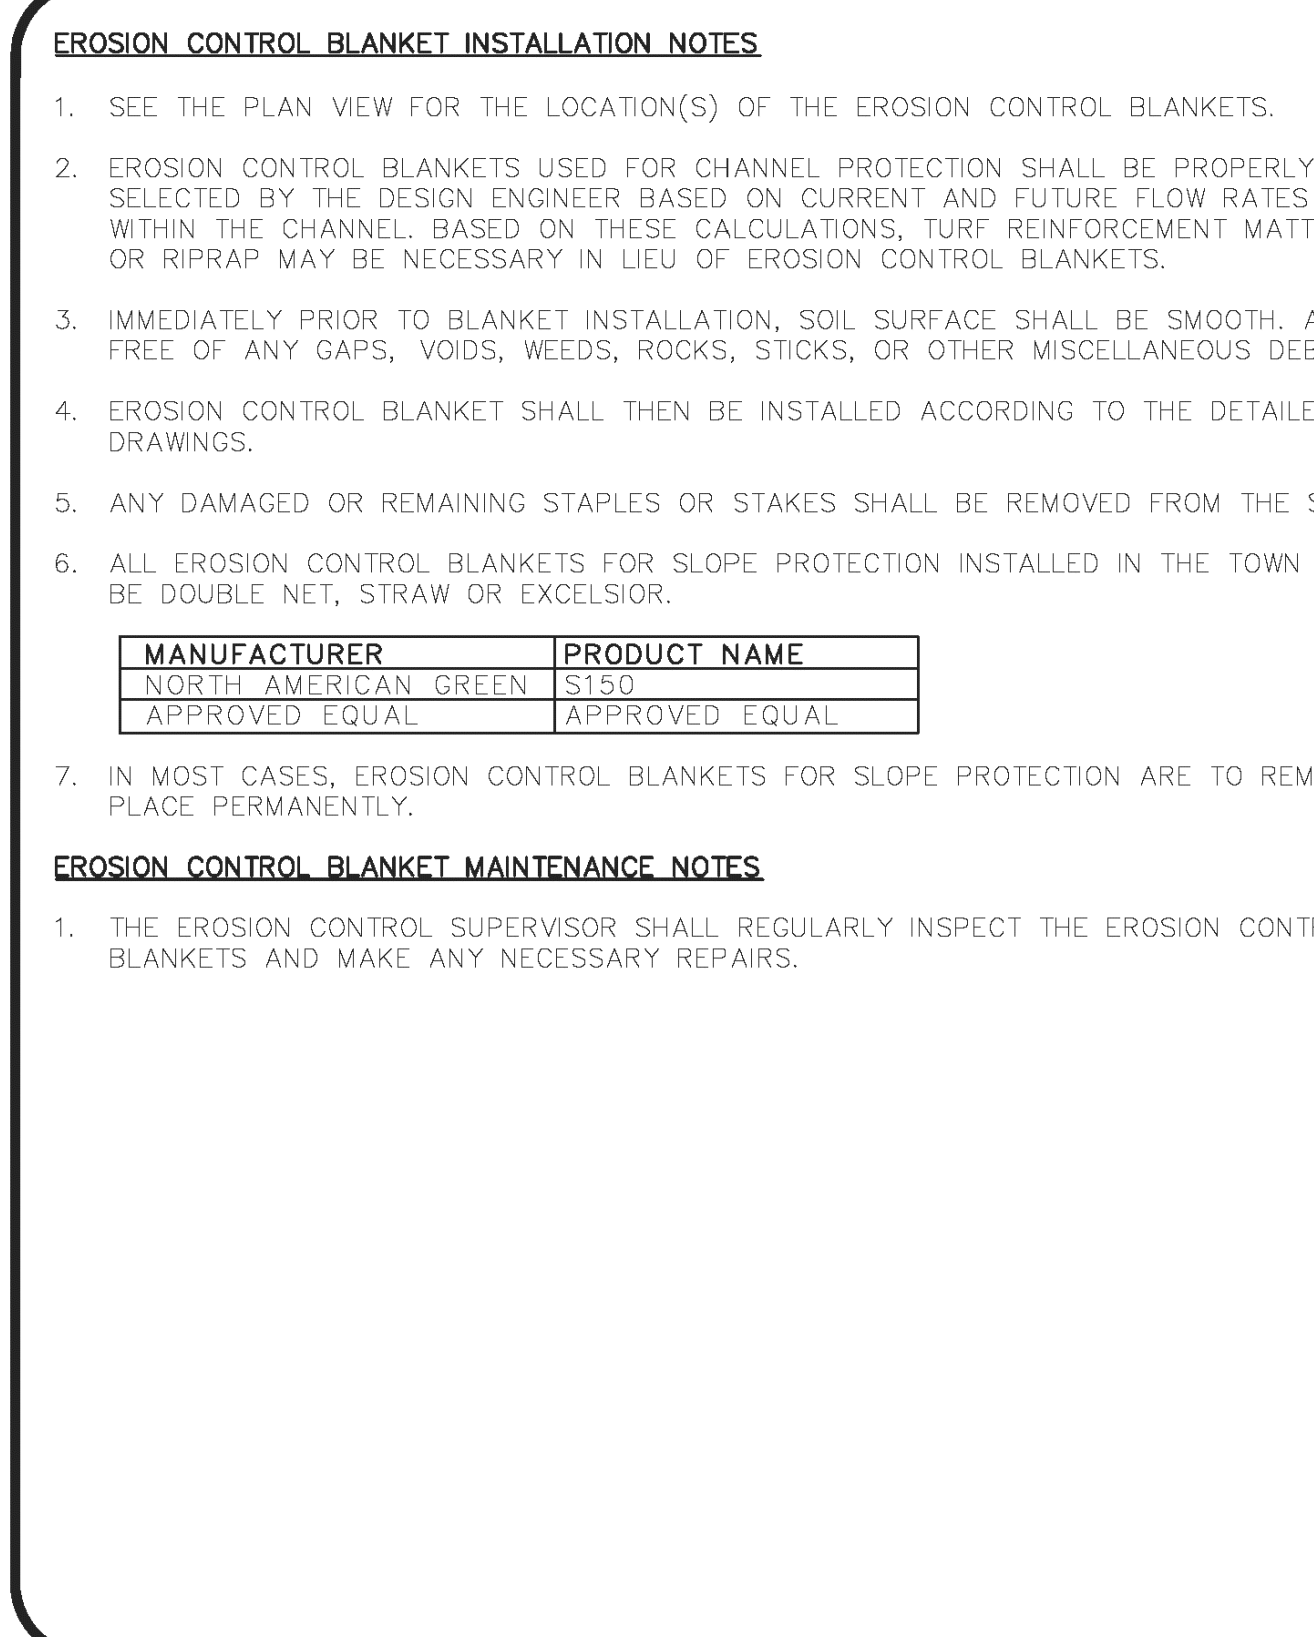 EROSION CONTROL BLANKET INSTALLATION NOTES
1. SEE THE PLAN VIEW FOR THE LOCATION(S) OF THE EROSION CONTROL BLANKETS.
2. EROSION CONTROL BLANKETS USED FOR CHANNEL PROTECTION SHALL BE PROPERLY
SELECTED BY THE DESIGN ENGINEER BASED ON CURRENT AND FUTURE FLOW RATES
WITHIN THE CHANNEL. BASED ON THESE CALCULATIONS, TURF REINFORCEMENT
OR RIPRAP MAY BE NECESSARY IN LIEU OF EROSION CONTROL BLANKETS.
3. IMMEDIATELY PRIOR TO BLANKET INSTALLATION, SOIL SURFACE SHALL BE SMOOTH.
FREE OF ANY GAPS, VOIDS, WEEDS, ROCKS, STICKS, OR OTHER MISCELLANEOUS
4. EROSION CONTROL BLANKET SHALL THEN BE INSTALLED ACCORDING TO THE
DRAWINGS.
5. ANY DAMAGED OR REMAINING STAPLES OR STAKES SHALL BE REMOVED FROM THE
6. ALL EROSION CONTROL BLANKETS FOR SLOPE PROTECTION INSTALLED IN THE TOWN
BE DOUBLE NET, STRAW OR EXCELSIOR.
MANUFACTURER PRODUCT NAME
NORTH AMERICAN GREEN S150
APPROVED EQUAL APPROVED EQUAL
7. IN MOST CASES, EROSION CONTROL BLANKETS FOR SLOPE PROTECTION ARE TO
PLACE PERMANENTLY.
EROSION CONTROL BLANKET MAINTENANCE NOTES
1. THE EROSION CONTROL SUPERVISOR SHALL REGULARLY INSPECT THE EROSION
BLANKETS AND MAKE ANY NECESSARY REPAIRS.